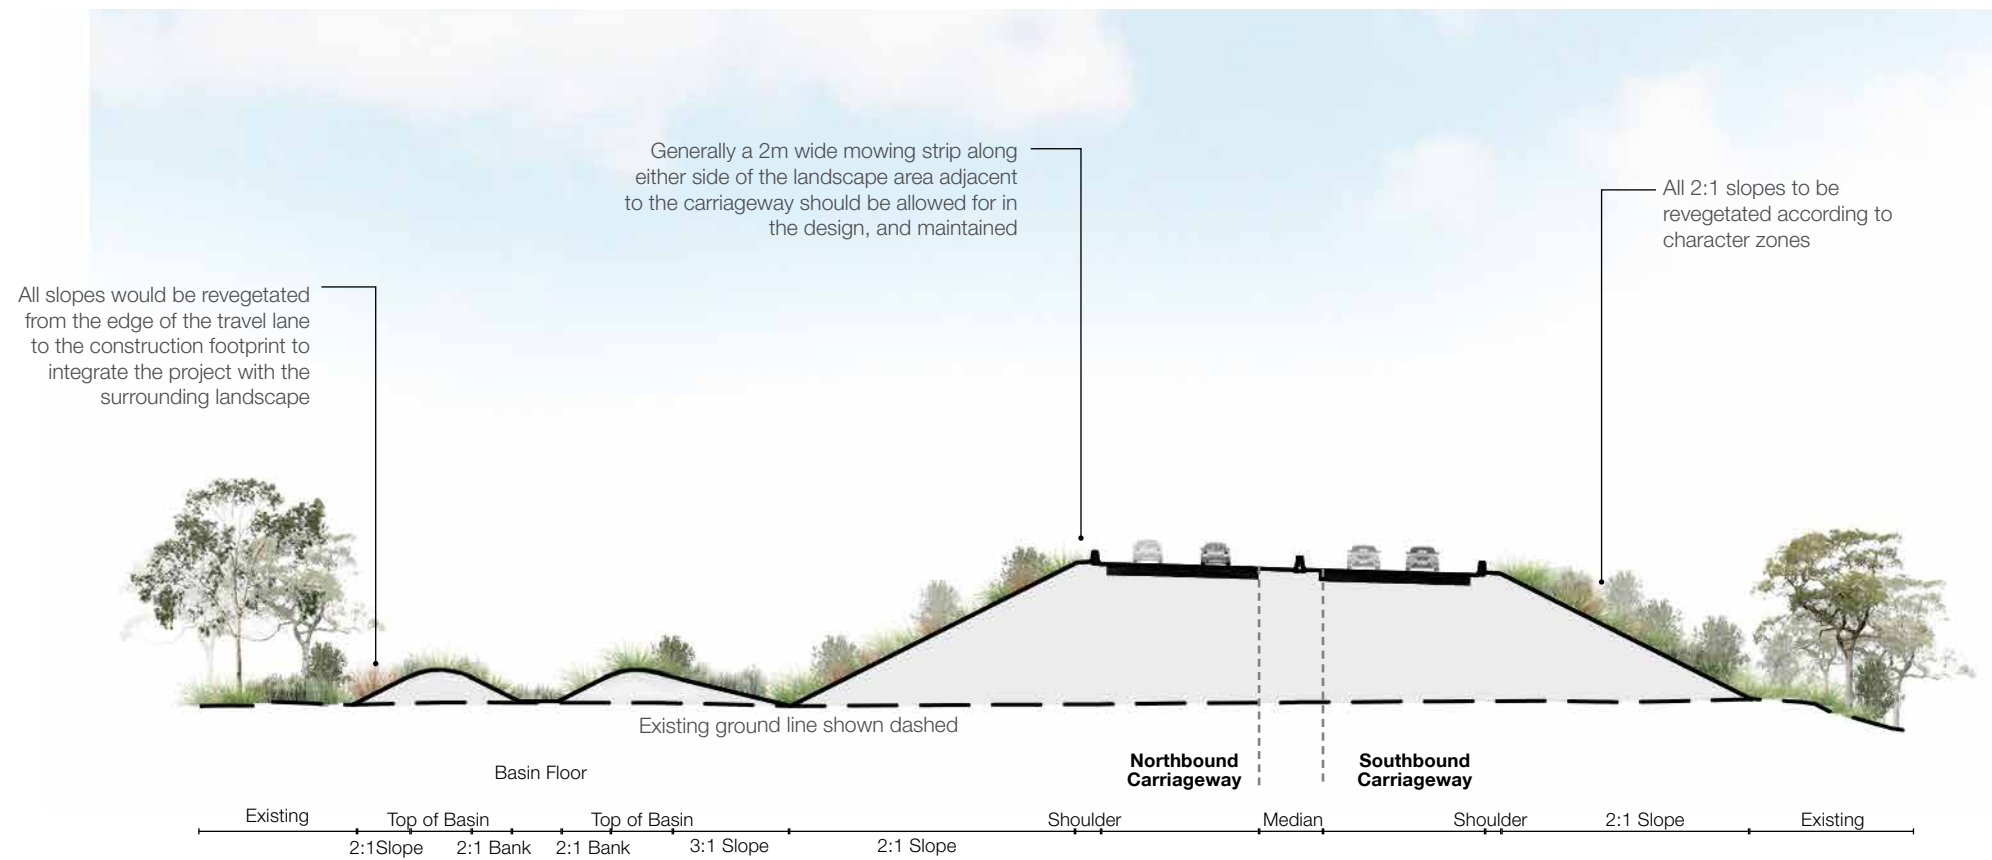 Generally a 2m wide mowing strip along
either side of the landscape area adjacent
to the carriageway should be allowed for in
the design, and maintained
All 2:1 slopes to be
revegetated according to
character zones
All slopes would be revegetated
from the edge of the travel lane
to the construction footprint to
integrate the project with the
surrounding landscape
Existing ground line shown dashed
Northbound
Carriageway
Southbound
Carriageway
Basin Floor
Existing
Top of Basin
Top of Basin
Shoulder
Median
Shoulder
2:1 Slope
Existing
2:1Slope
2:1 Bank
2:1 Bank
3:1 Slope
2:1 Slope